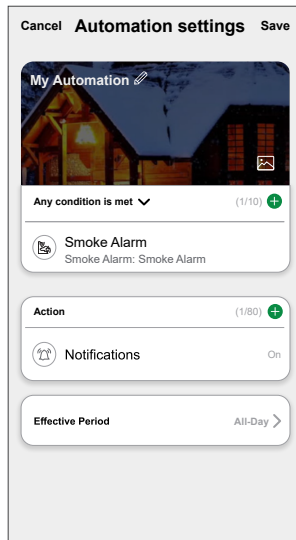 Cancel Automation settings Save
My Automation
Any condition is met (1/10)
Smoke Alarm
Smoke Alarm: Smoke Alarm
Action (1/80)
Notifications On
Effective Period All-Day